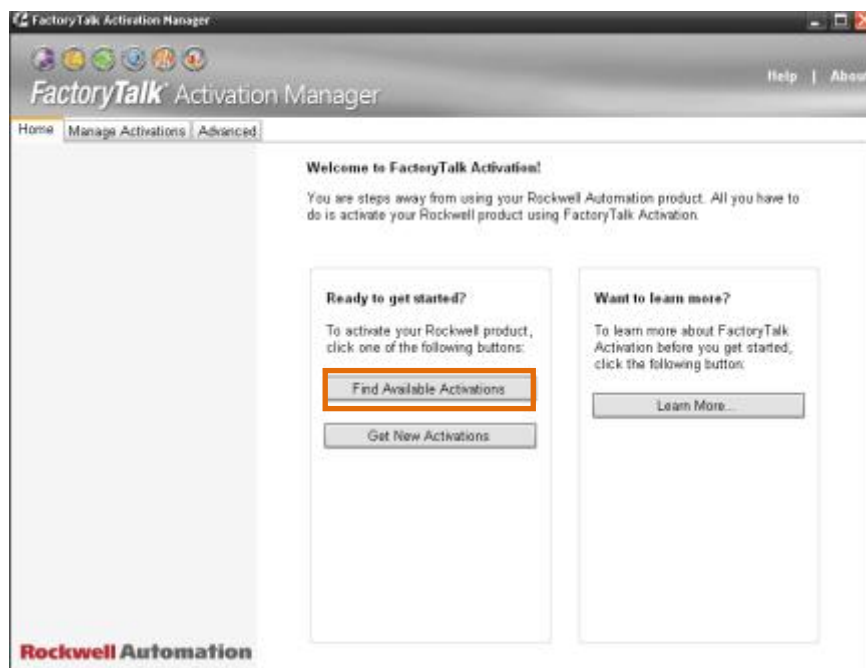 FactoryTalk Activation Manager
FactoryTalk Activation Manager
Help | About
Home Manage Activations Advanced
Welcome to FactoryTalk Activation!
You are steps away from using your Rockwell Automation product. All you have to
do is activate your Rockwell product using FactoryTalk Activation.
Ready to get started?
To activate your Rockwell product,
click one of the following buttons:
Find Available Activations
Get New Activations
Want to learn more?
To learn more about FactoryTalk
Activation before you get started,
click the following button:
Learn More...
Rockwell Automation